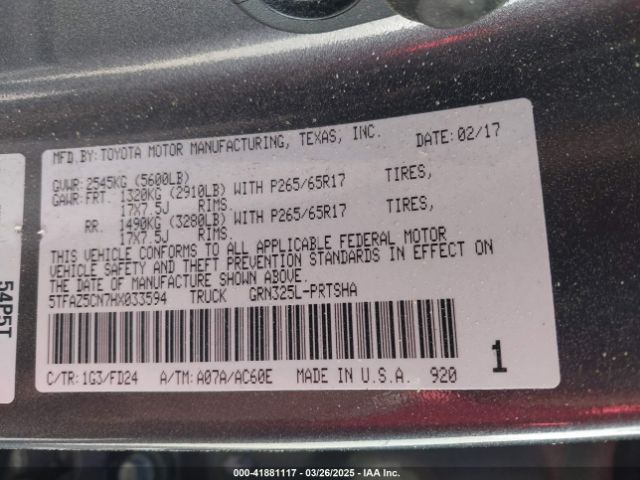 MFD.BY:TOYOTA MOTOR MANUFACTURING, TEXAS, INC.
DATE:02/17
GVWR:2545KG (5600LB)
GAWR:FRT. 1320KG (2910LB) WITH P265/65R17 TIRES,
17X7.5J RIMS.
RR. 1490KG (3280LB) WITH P265/65R17 TIRES,
17X7.5J RIMS.
THIS VEHICLE CONFORMS TO ALL APPLICABLE FEDERAL MOTOR
VEHICLE SAFETY AND THEFT PREVENTION STANDARDS IN EFFECT ON
THE DATE OF MANUFACTURE SHOWN ABOVE.
5TFAZ5CN7HX033594 TRUCK GRN325L-PRTSHA
C/TR:1G3/FD24 A/TM:A07A/AC60E MADE IN U.S.A. 920
1
54P5T
000-41881117 - 03/26/2025 - IAA Inc.